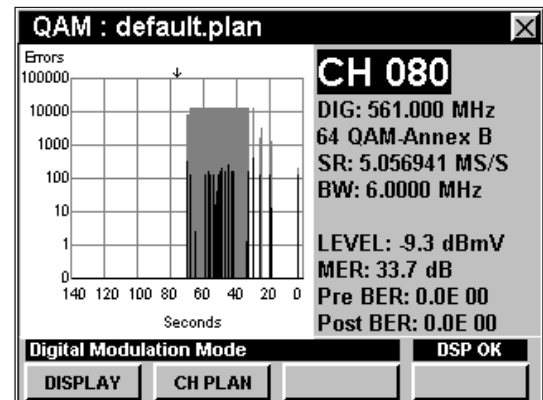 QAM : default.plan
Errors
100000
10000
1000
100
10
1
0
140 120 100 80 60 40 20 0
Seconds
CH 080
DIG: 561.000 MHz
64 QAM-Annex B
SR: 5.056941 MS/S
BW: 6.0000 MHz
LEVEL: -9.3 dBmV
MER: 33.7 dB
Pre BER: 0.0E 00
Post BER: 0.0E 00
Digital Modulation Mode
DSP OK
DISPLAY
CH PLAN